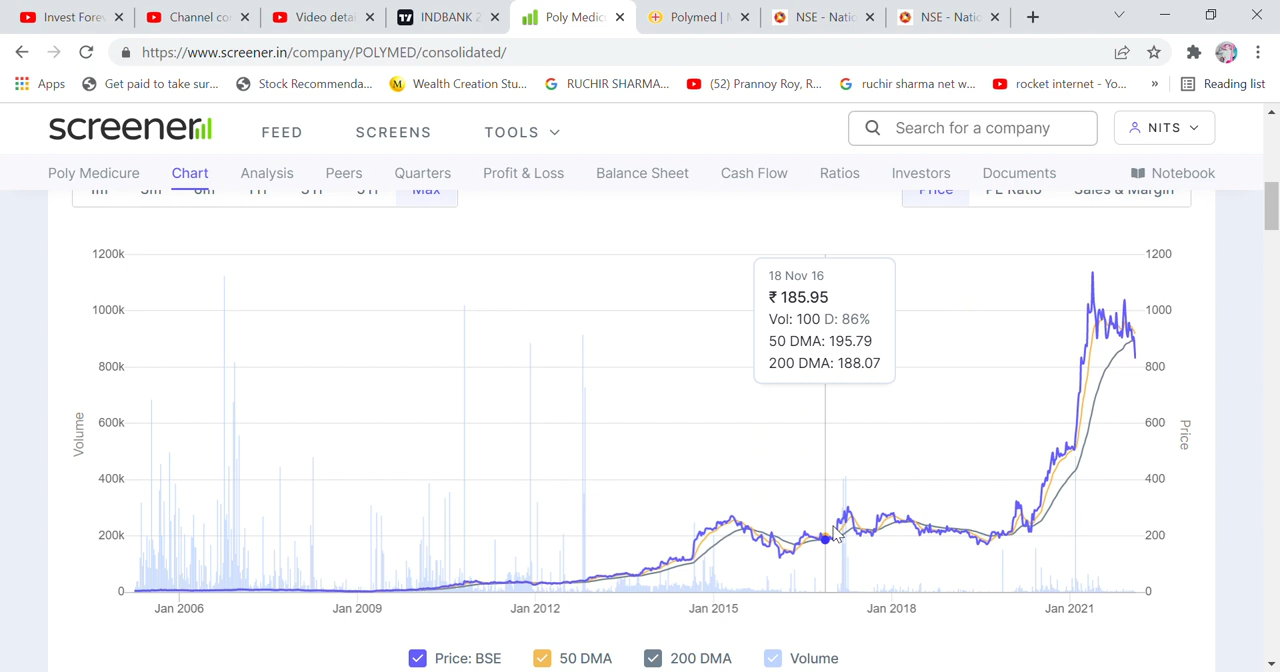 Invest Fore
Channel co
Video detai
INDBANK 2
Poly Medic
Polymed |
NSE - Natio
NSE - Natio
https://www.screener.in/company/POLYMED/consolidated/
Apps
Get paid to take sur...
Stock Recommenda...
Wealth Creation Stu...
RUCHIR SHARMA...
(52) Prannoy Roy, R...
ruchir sharma net w...
rocket internet - Yo...
»
Reading list
screener
FEED
SCREENS
TOOLS
Search for a company
NITS
Poly Medicure
Chart
Analysis
Peers
Quarters
Profit & Loss
Balance Sheet
Cash Flow
Ratios
Investors
Documents
Notebook
Max
Price
PE Ratio
Sales & Margin
1200k
1000k
800k
600k
400k
200k
0
Volume
18 Nov 16
₹ 185.95
Vol: 100 D: 86%
50 DMA: 195.79
200 DMA: 188.07
1200
1000
800
600
400
200
0
Price
Jan 2006
Jan 2009
Jan 2012
Jan 2015
Jan 2018
Jan 2021
Price: BSE
50 DMA
200 DMA
Volume